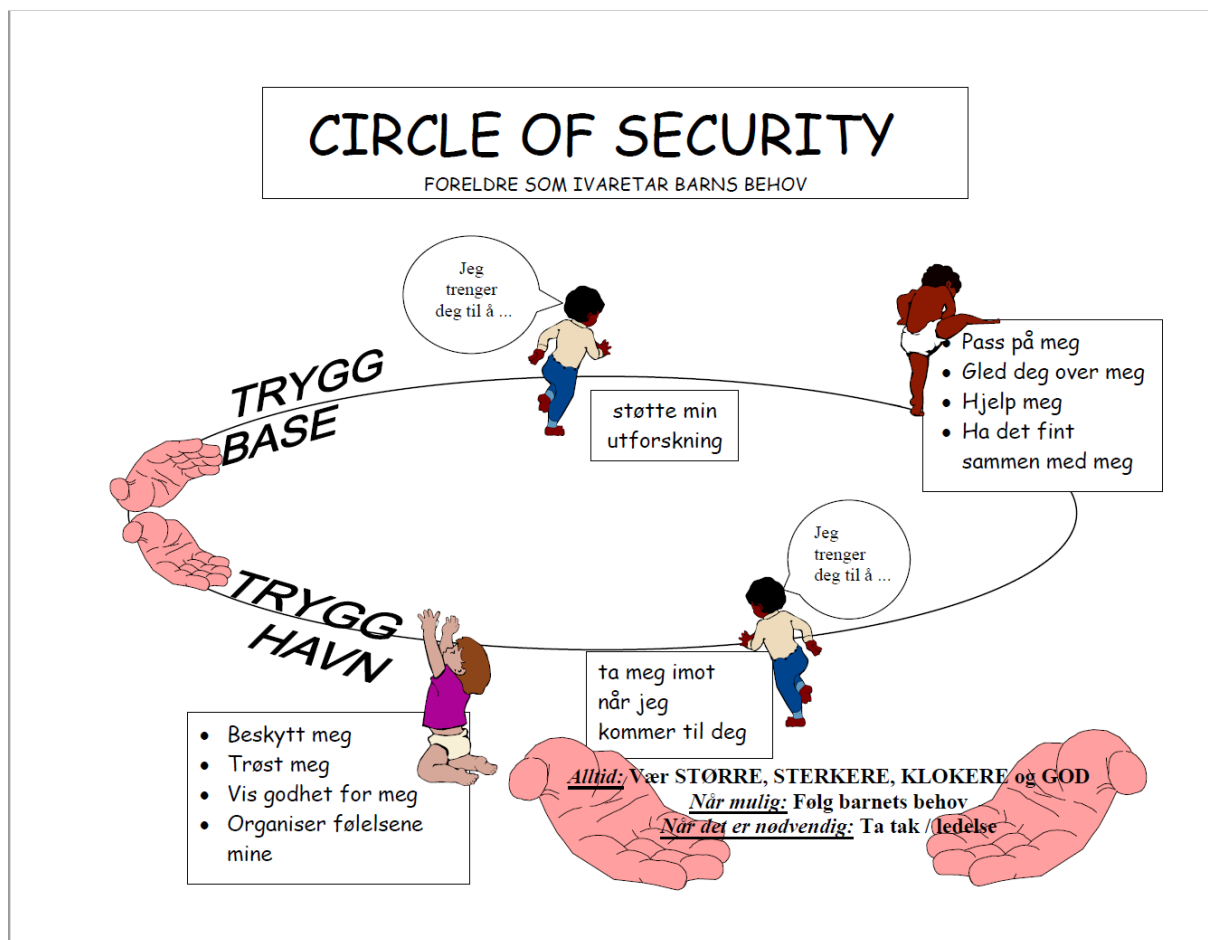 CIRCLE OF SECURITY
FORELDRE SOM IVARETAR BARNS BEHOV
Jeg
trenger
deg til å ...
TRYGG
BASE
støtte min
utforskning
• Pass på meg
• Gled deg over meg
• Hjelp meg
• Ha det fint
sammen med meg
Jeg
trenger
deg til å ...
TRYGG
HAVN
ta meg imot
når jeg
kommer til deg
• Beskytt meg
• Trøst meg
• Vis godhet for meg
• Organiser følelsene
mine
Alltid: Vær STØRRE, STERKERE, KLOKERE og GOD
Når mulig: Følg barnets behov
Når det er nødvendig: Ta tak / ledelse